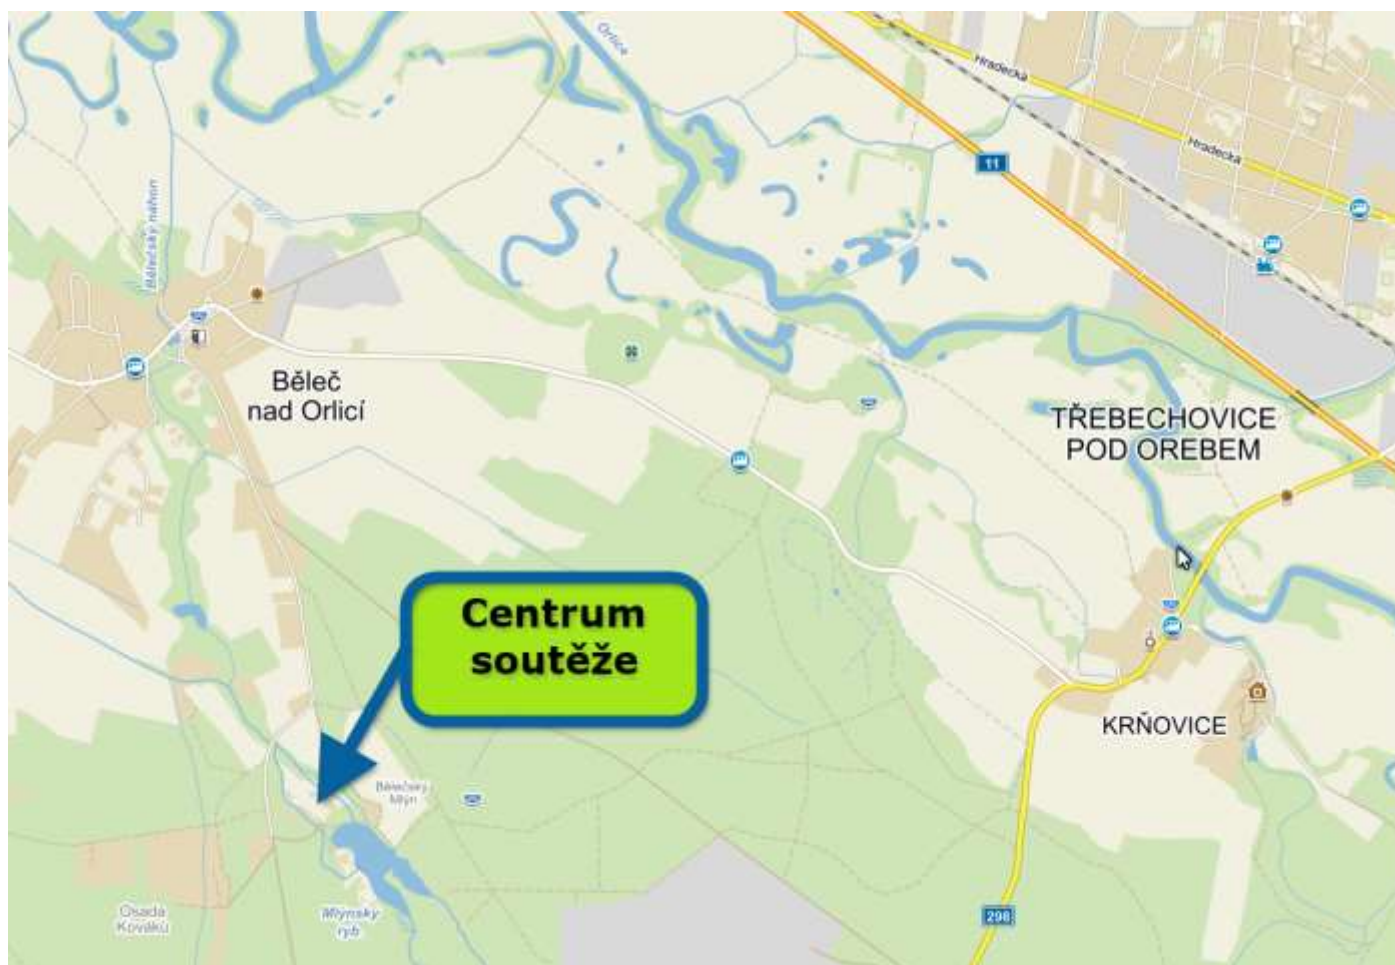 Orlice
Hradecká
11
Hradecká
Bělečský náhon
Běleč
nad Orlicí
TŘEBECHOVICE
POD OREBEM
Centrum
soutěže
KRŇOVICE
Bělečský
Mlýn
Osada
Kováků
Mlýnsky
ryb
298